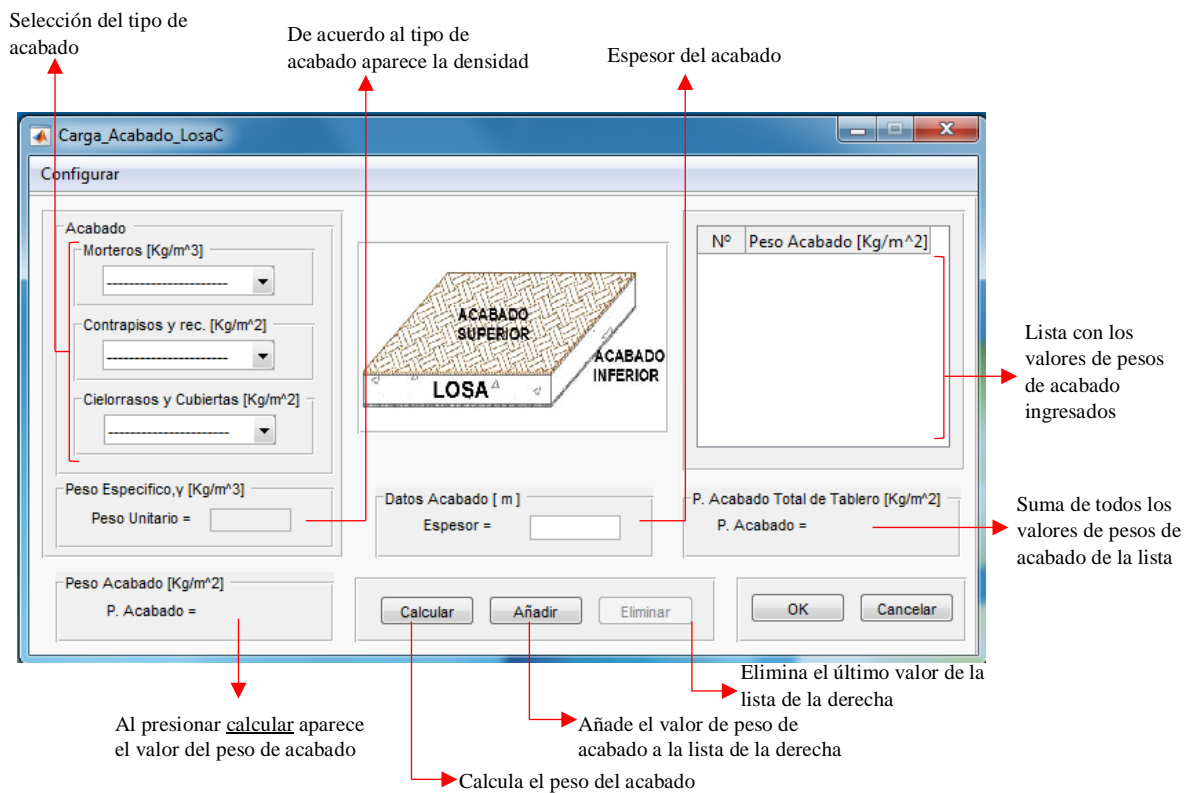 Selección del tipo de
acabado
De acuerdo al tipo de
acabado aparece la densidad
Espesor del acabado
Carga_Acabado_LosaC
Configurar
Acabado
Morteros [Kg/m^3]
----------------------
Contrapisos y rec. [Kg/m^2]
----------------------
Cielorrasos y Cubiertas [Kg/m^2]
----------------------
Peso Especifico,γ [Kg/m^3]
Peso Unitario =
ACABADO
SUPERIOR
ACABADO
INFERIOR
LOSA
Datos Acabado [ m ]
Espesor =
Nº Peso Acabado [Kg/m^2]
P. Acabado Total de Tablero [Kg/m^2]
P. Acabado =
Peso Acabado [Kg/m^2]
P. Acabado =
Calcular Añadir Eliminar
OK Cancelar
Lista con los
valores de pesos
de acabado
ingresados
Suma de todos los
valores de pesos de
acabado de la lista
Elimina el último valor de la
lista de la derecha
Al presionar calcular aparece
el valor del peso de acabado
Añade el valor de peso de
acabado a la lista de la derecha
Calcula el peso del acabado